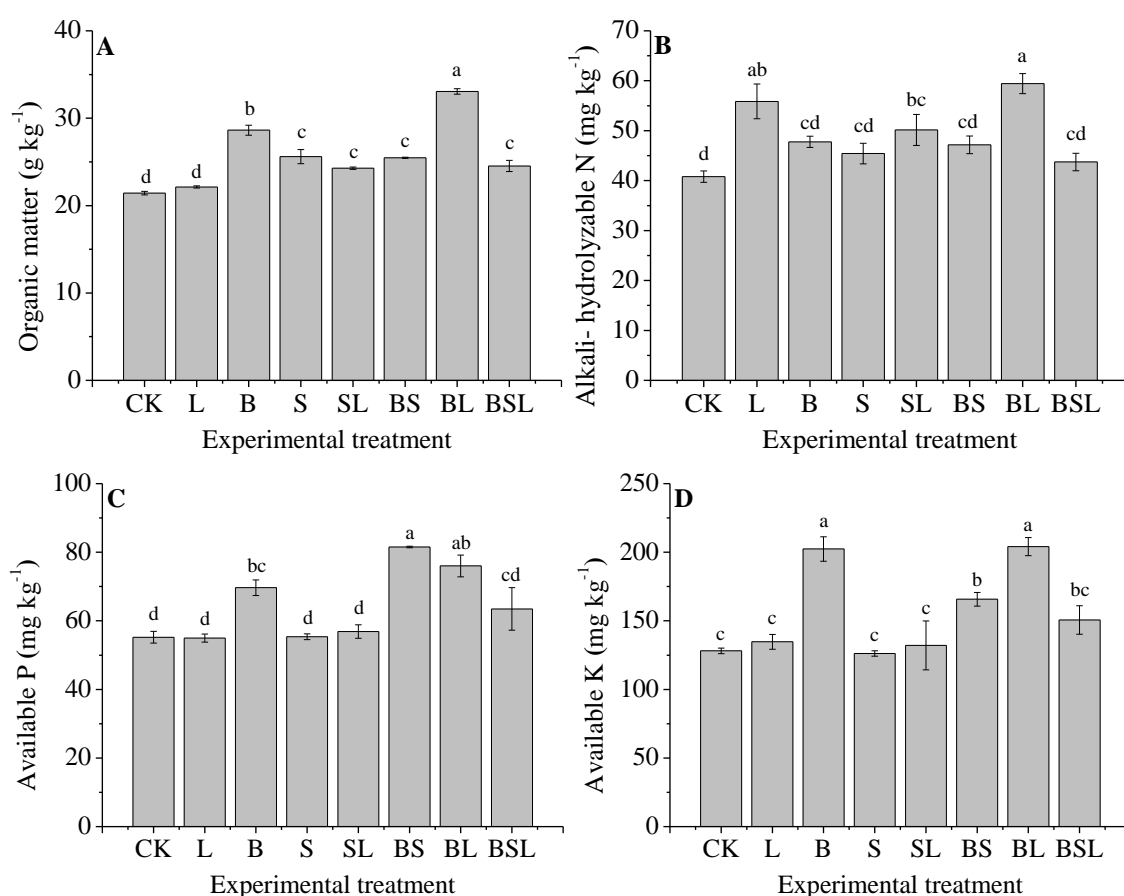 A
Organic matter (g kg⁻¹)
40
30
20
10
0
d d b c c c a c
CK L B S SL BS BL BSL
Experimental treatment
B
Alkali- hydrolyzable N (mg kg⁻¹)
70
60
50
40
30
20
10
0
d ab cd cd bc cd a cd
CK L B S SL BS BL BSL
Experimental treatment
C
Available P (mg kg⁻¹)
100
80
60
40
20
0
d d bc d d a ab cd
CK L B S SL BS BL BSL
Experimental treatment
D
Available K (mg kg⁻¹)
250
200
150
100
50
0
c c a c c b a bc
CK L B S SL BS BL BSL
Experimental treatment